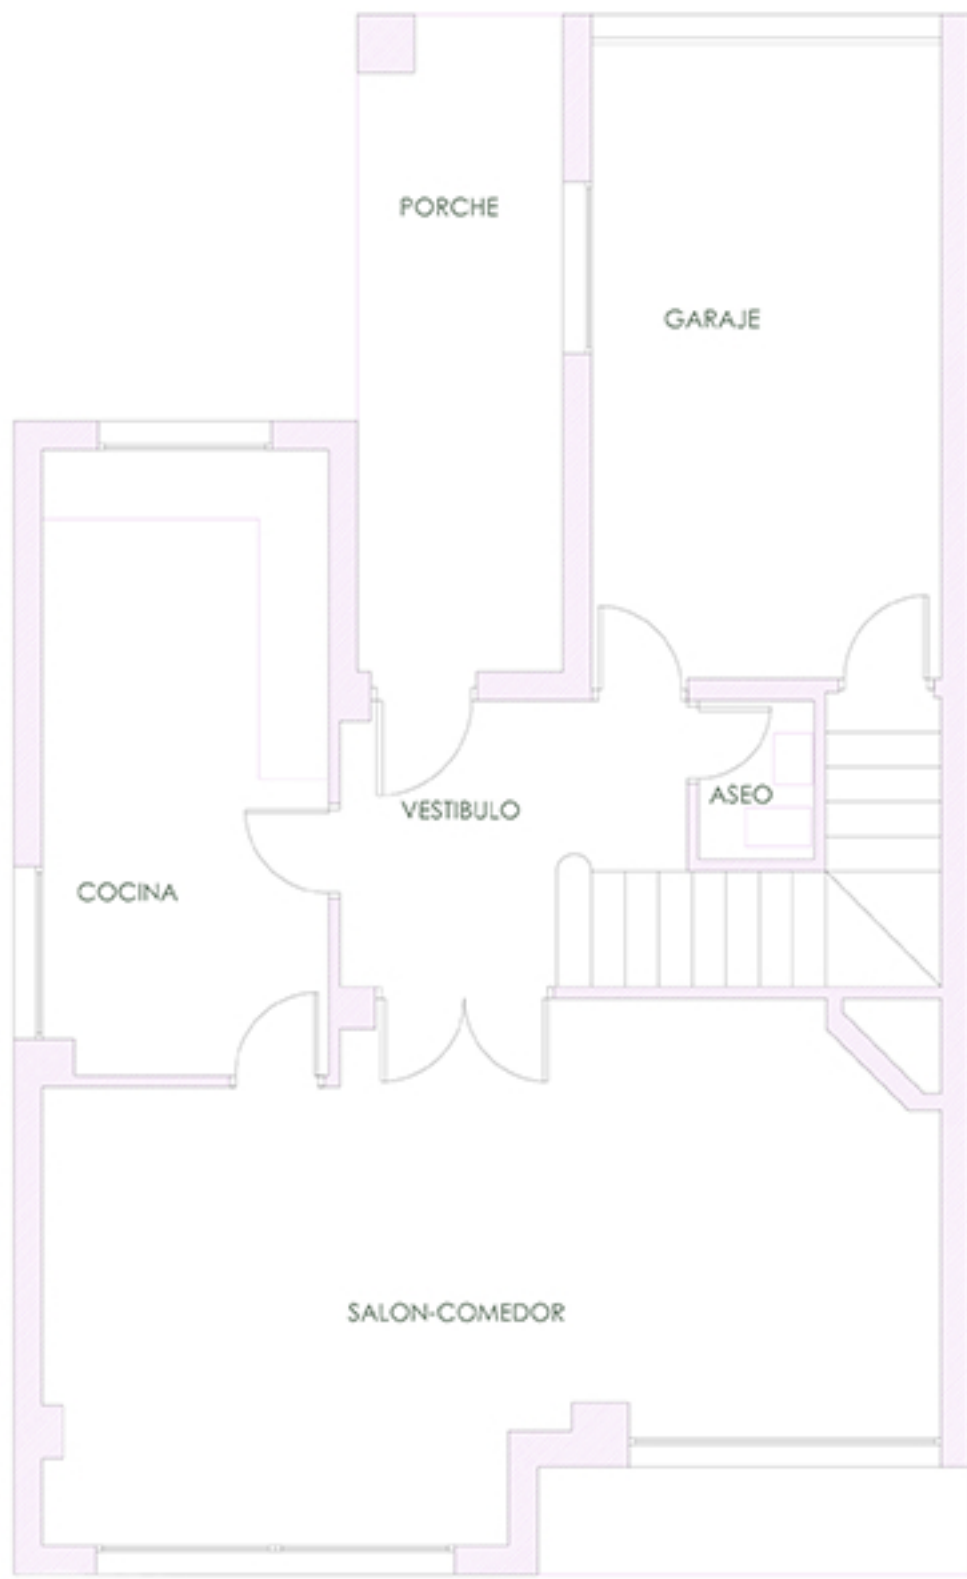 PORCHE
GARAJE
VESTIBULO
ASEO
COCINA
SALON-COMEDOR